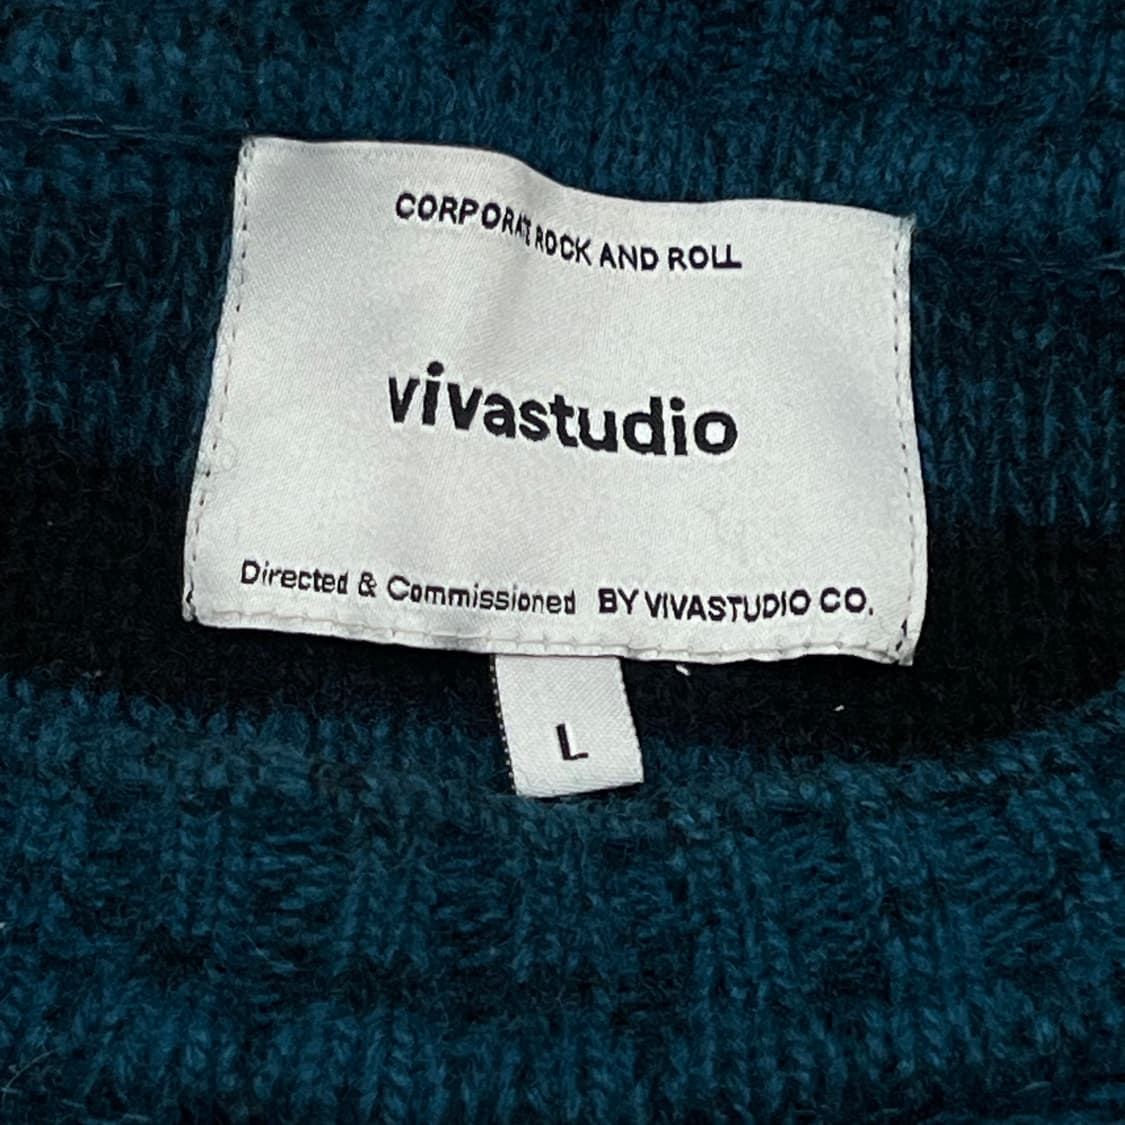 CORPORATE ROCK AND ROLL
vivastudio
Directed & Commissioned BY VIVASTUDIO CO.
L